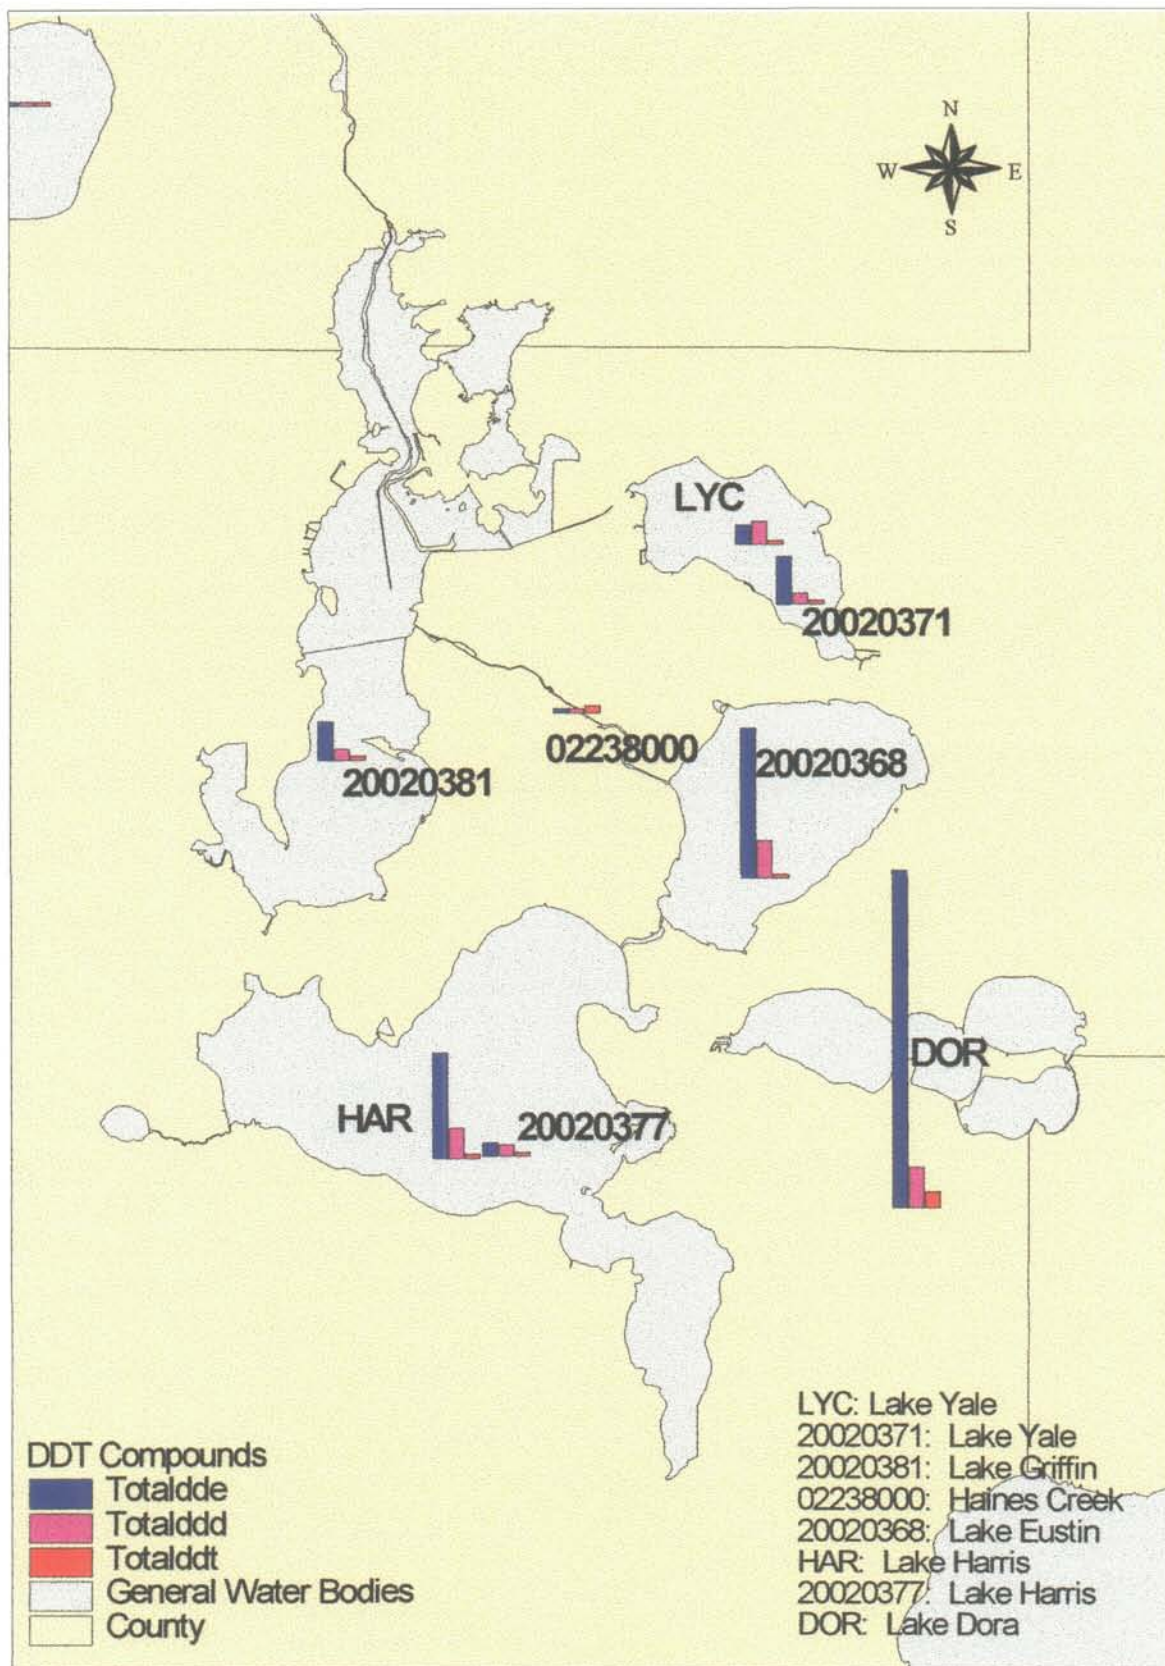 N
W E
S
LYC
20020371
02238000
20020368
20020381
DOR
HAR
20020377
DDT Compounds
Totaldde
Totalddd
Totalddt
General Water Bodies
County
LYC: Lake Yale
20020371: Lake Yale
20020381: Lake Griffin
02238000: Haines Creek
20020368: Lake Eustin
HAR: Lake Harris
20020377: Lake Harris
DOR: Lake Dora